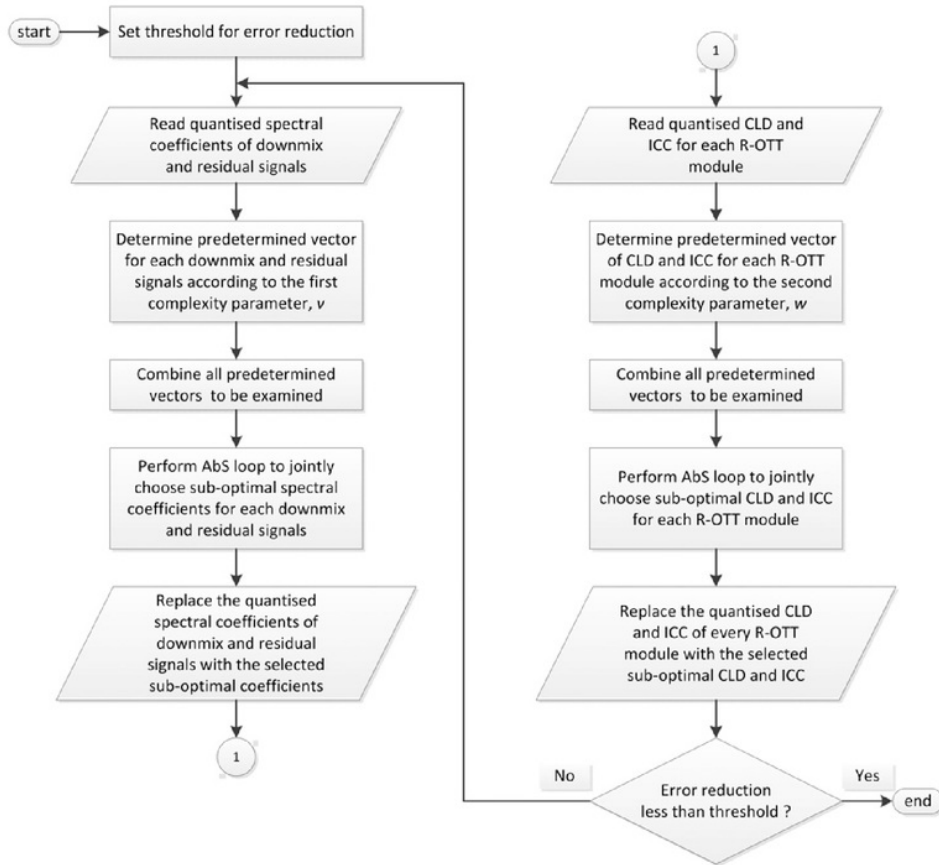 start
Set threshold for error reduction
Read quantised spectral
coefficients of downmix
and residual signals
Determine predetermined vector
for each downmix and residual
signals according to the first
complexity parameter, v
Combine all predetermined
vectors to be examined
Perform AbS loop to jointly
choose sub-optimal spectral
coefficients for each downmix
and residual signals
Replace the quantised
spectral coefficients of
downmix and residual
signals with the selected
sub-optimal coefficients
1
1
Read quantised CLD and
ICC for each R-OTT
module
Determine predetermined vector
of CLD and ICC for each R-OTT
module according to the second
complexity parameter, w
Combine all predetermined
vectors to be examined
Perform AbS loop to jointly
choose sub-optimal CLD and ICC
for each R-OTT module
Replace the quantised CLD
and ICC of every R-OTT
module with the selected
sub-optimal CLD and ICC
No
Error reduction
less than threshold ?
Yes
end